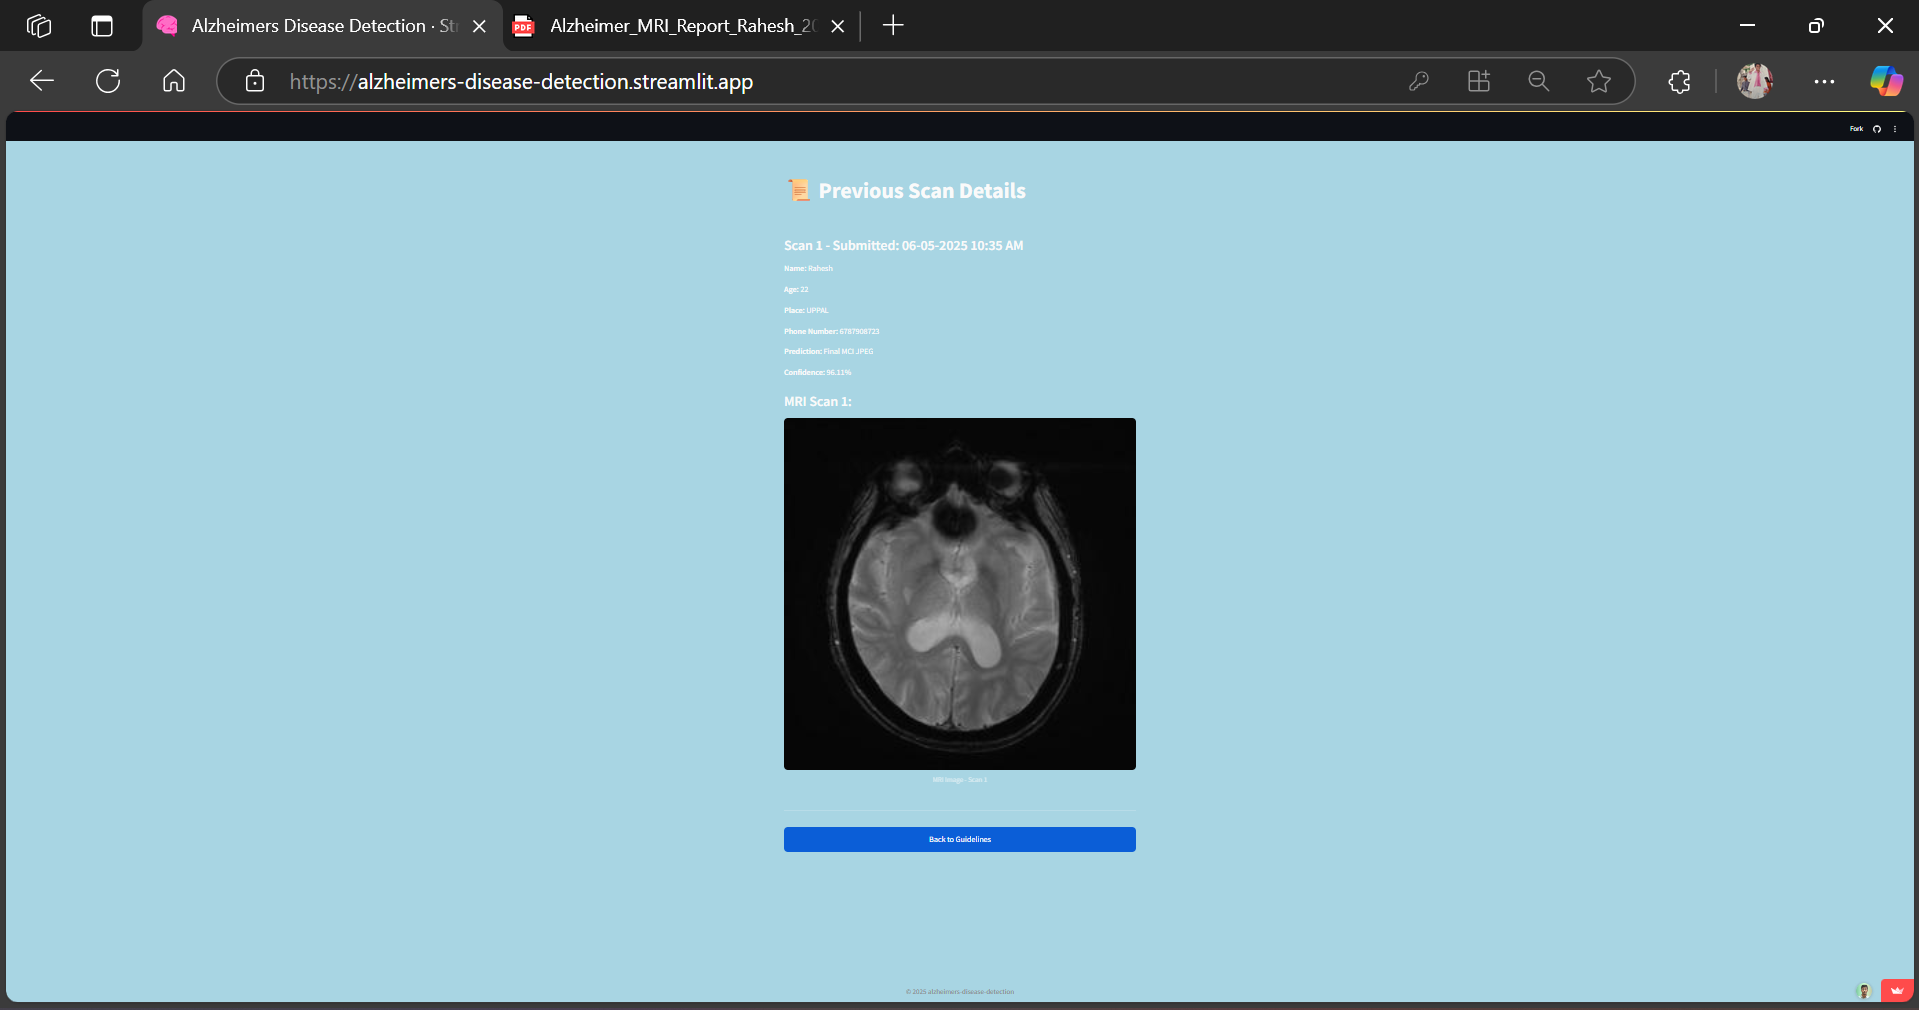 Alzheimers Disease Detection · St
Alzheimer_MRI_Report_Rahesh_20
https://alzheimers-disease-detection.streamlit.app
Fork
📜 Previous Scan Details
Scan 1 - Submitted: 06-05-2025 10:35 AM
Name: Rahesh
Age: 22
Place: UPPAL
Phone Number: 6787908723
Prediction: Final MCI JPEG
Confidence: 96.11%
MRI Scan 1:
MRI Image - Scan 1
Back to Guidelines
© 2025 alzheimers-disease-detection